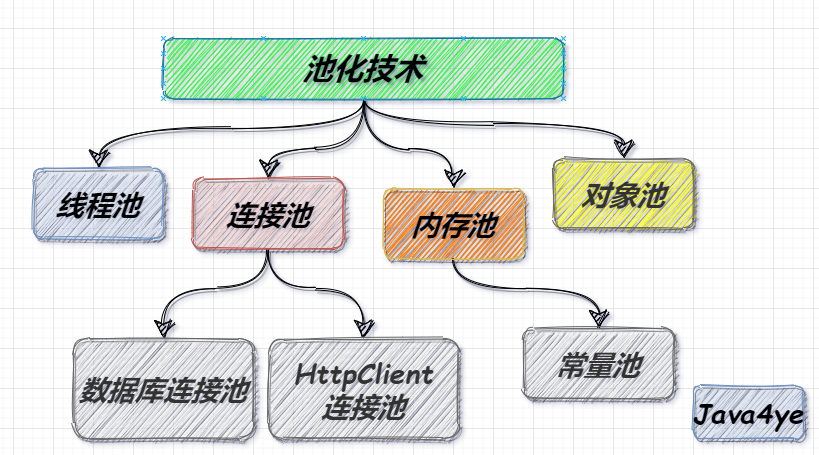 池化技术
线程池
连接池
内存池
对象池
数据库连接池
HttpClient
连接池
常量池
Java4ye